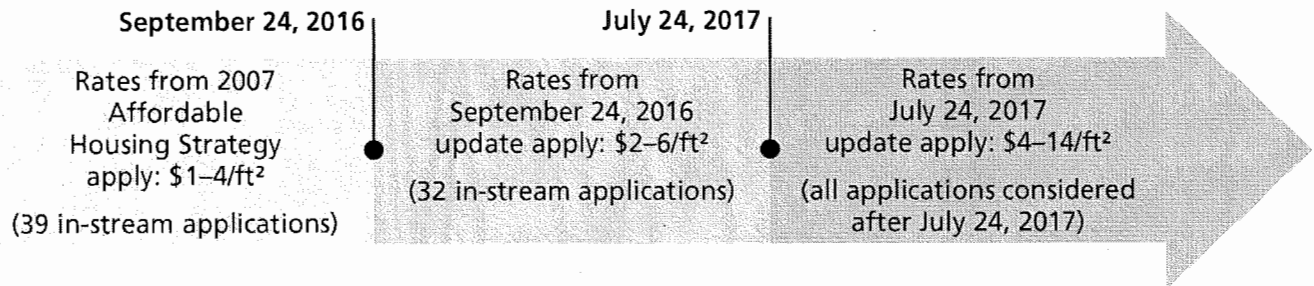 September 24, 2016
July 24, 2017
Rates from 2007
Affordable
Housing Strategy
apply: $1–4/ft²
(39 in-stream applications)
Rates from
September 24, 2016
update apply: $2–6/ft²
(32 in-stream applications)
Rates from
July 24, 2017
update apply: $4–14/ft²
(all applications considered
after July 24, 2017)